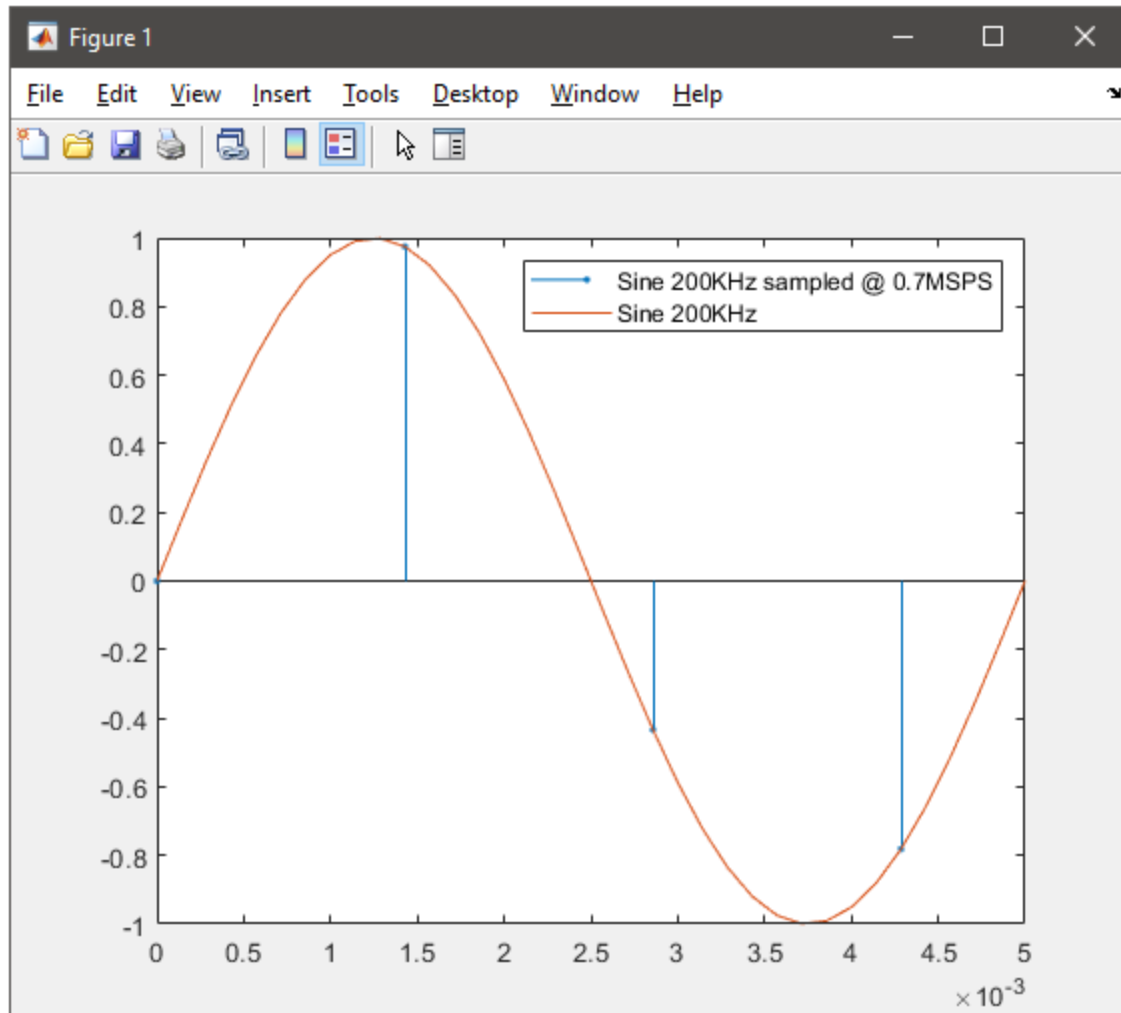 Figure 1
File Edit View Insert Tools Desktop Window Help
1
Sine 200KHz sampled @ 0.7MSPS
Sine 200KHz
0.8
0.6
0.4
0.2
0
-0.2
-0.4
-0.6
-0.8
-1
0 0.5 1 1.5 2 2.5 3 3.5 4 4.5 5
×10-3